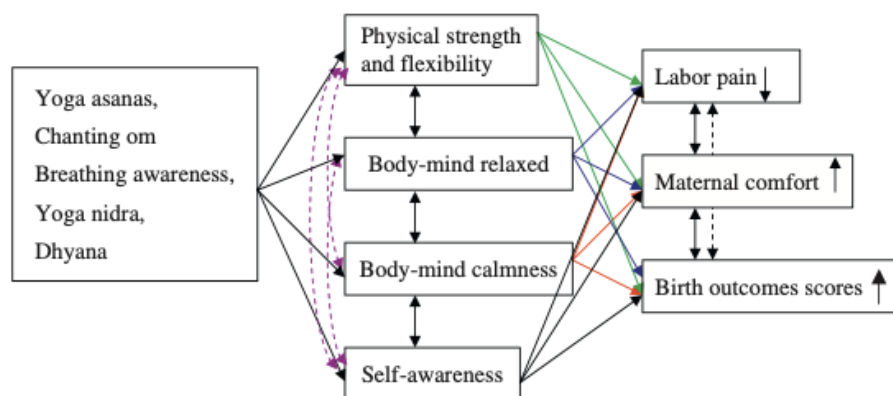 Yoga asanas,
Chanting om
Breathing awareness,
Yoga nidra,
Dhyana
Physical strength
and flexibility
Body-mind relaxed
Body-mind calmness
Self-awareness
Labor pain
Maternal comfort
Birth outcomes scores